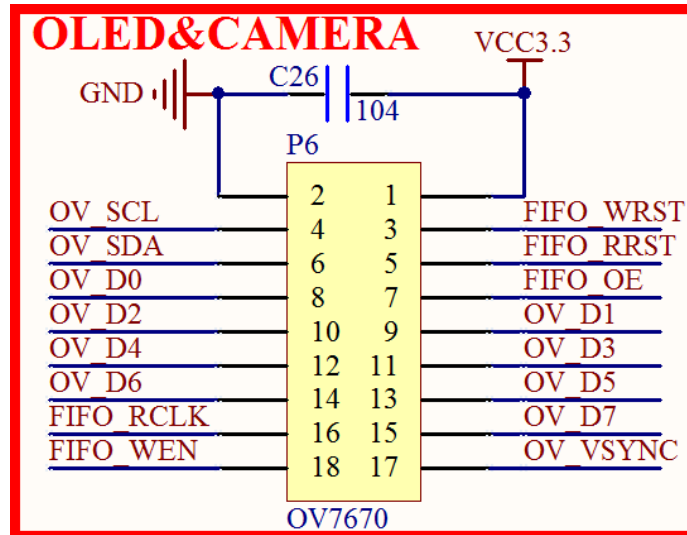 OLED&CAMERA
VCC3.3
C26
GND
104
P6
2 1
OV_SCL 4 3 FIFO_WRST
OV_SDA 6 5 FIFO_RRST
OV_D0 8 7 FIFO_OE
OV_D2 10 9 OV_D1
OV_D4 12 11 OV_D3
OV_D6 14 13 OV_D5
FIFO_RCLK 16 15 OV_D7
FIFO_WEN 18 17 OV_VSYNC
OV7670